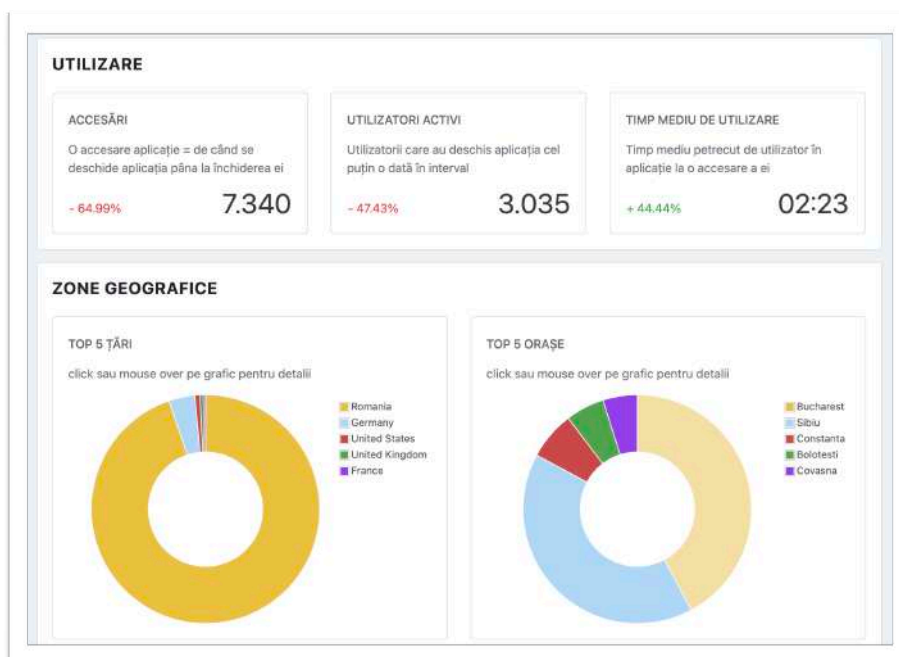 UTILIZARE
ACCESĂRI
O accesare aplicație = de când se
deschide aplicația pâna la închiderea ei
- 64.99%
7.340
UTILIZATORI ACTIVI
Utilizatorii care au deschis aplicația cel
puțin o dată în interval
- 47.43%
3.035
TIMP MEDIU DE UTILIZARE
Timp mediu petrecut de utilizator în
aplicație la o accesare a ei
+ 44.44%
02:23
ZONE GEOGRAFICE
TOP 5 ȚĂRI
click sau mouse over pe grafic pentru detalii
Romania
Germany
United States
United Kingdom
France
TOP 5 ORAȘE
click sau mouse over pe grafic pentru detalii
Bucharest
Sibiu
Constanta
Bolotesti
Covasna